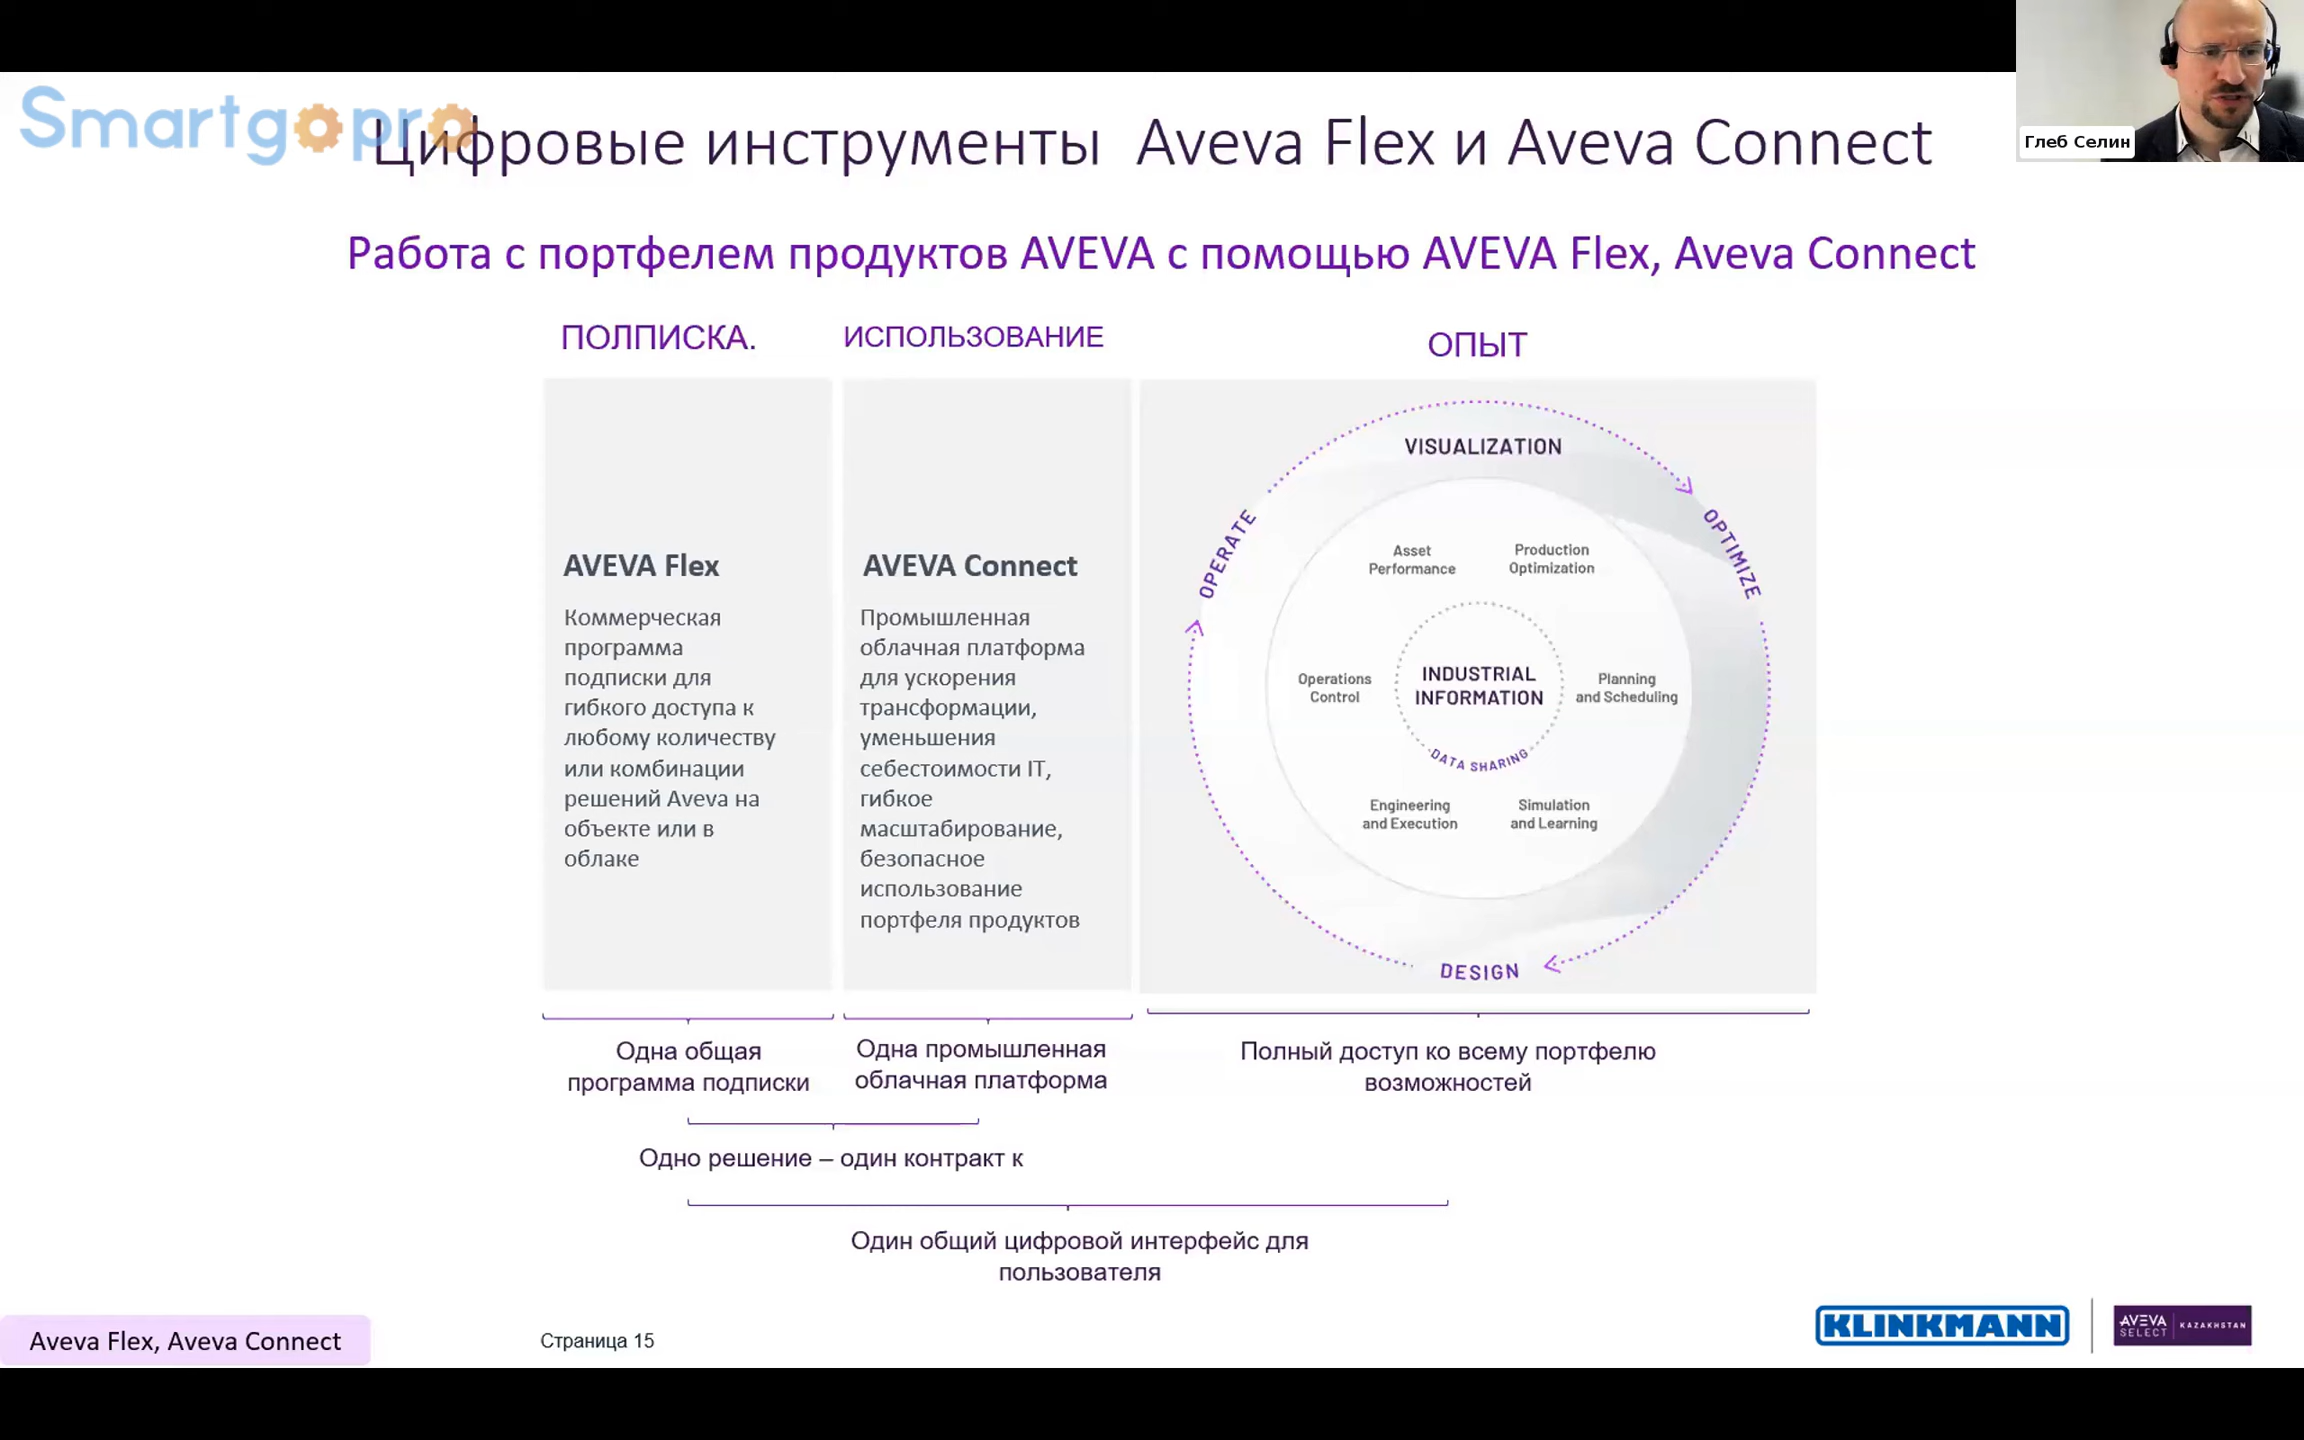 Smartgopro
Цифровые инструменты Aveva Flex и Aveva Connect
Глеб Селин
Работа с портфелем продуктов AVEVA с помощью AVEVA Flex, Aveva Connect
ПОЛПИСКА.
ИСПОЛЬЗОВАНИЕ
ОПЫТ
AVEVA Flex
Коммерческая
программа
подписки для
гибкого доступа к
любому количеству
или комбинации
решений Aveva на
объекте или в
облаке
AVEVA Connect
Промышленная
облачная платформа
для ускорения
трансформации,
уменьшения
себестоимости IT,
гибкое
масштабирование,
безопасное
использование
портфеля продуктов
VISUALIZATION
OPERATE
OPTIMIZE
Asset
Performance
Production
Optimization
Operations
Control
INDUSTRIAL
INFORMATION
DATA SHARING
Planning
and Scheduling
Engineering
and Execution
Simulation
and Learning
DESIGN
Одна общая
программа подписки
Одна промышленная
облачная платформа
Полный доступ ко всему портфелю
возможностей
Одно решение – один контракт к
Один общий цифровой интерфейс для
пользователя
Aveva Flex, Aveva Connect
Страница 15
KLINKMANN
AVEVA
SELECT
KAZAKHSTAN